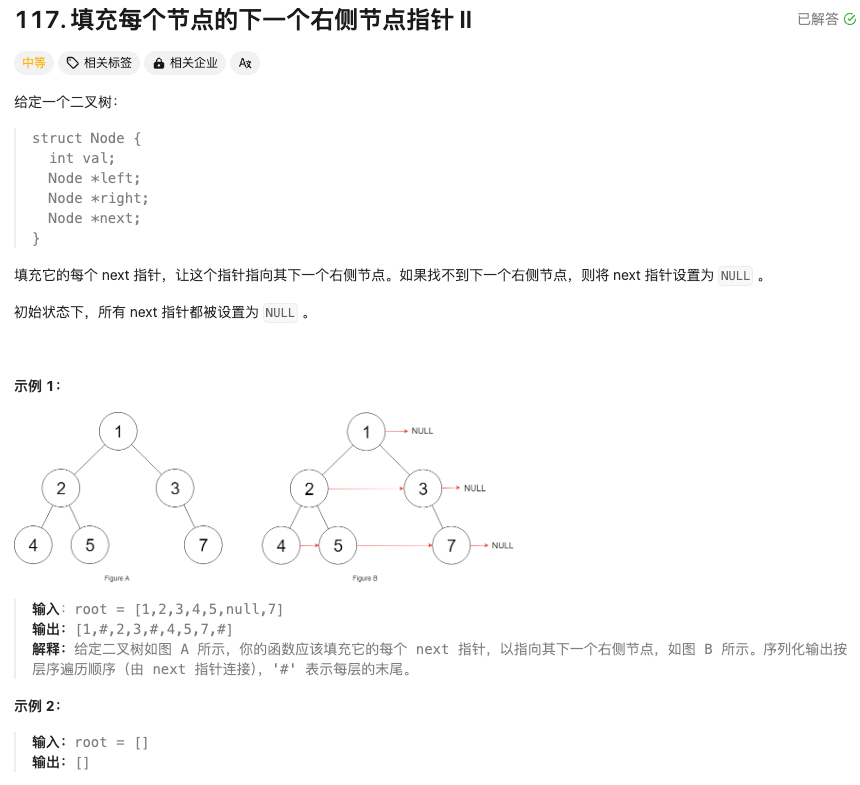 117. 填充每个节点的下一个右侧节点指针 II
已解答
中等
相关标签
相关企业
Aӽ
给定一个二叉树：
struct Node {
  int val;
  Node *left;
  Node *right;
  Node *next;
}
填充它的每个 next 指针，让这个指针指向其下一个右侧节点。如果找不到下一个右侧节点，则将 next 指针设置为 NULL 。
初始状态下，所有 next 指针都被设置为 NULL 。
示例 1：
1
1 NULL
2 3
2 3 NULL
4 5 7
4 5 7 NULL
Figure A
Figure B
输入：root = [1,2,3,4,5,null,7]
输出：[1,#,2,3,#,4,5,7,#]
解释：给定二叉树如图 A 所示，你的函数应该填充它的每个 next 指针，以指向其下一个右侧节点，如图 B 所示。序列化输出按
层序遍历顺序（由 next 指针连接），'#' 表示每层的末尾。
示例 2：
输入：root = []
输出：[]